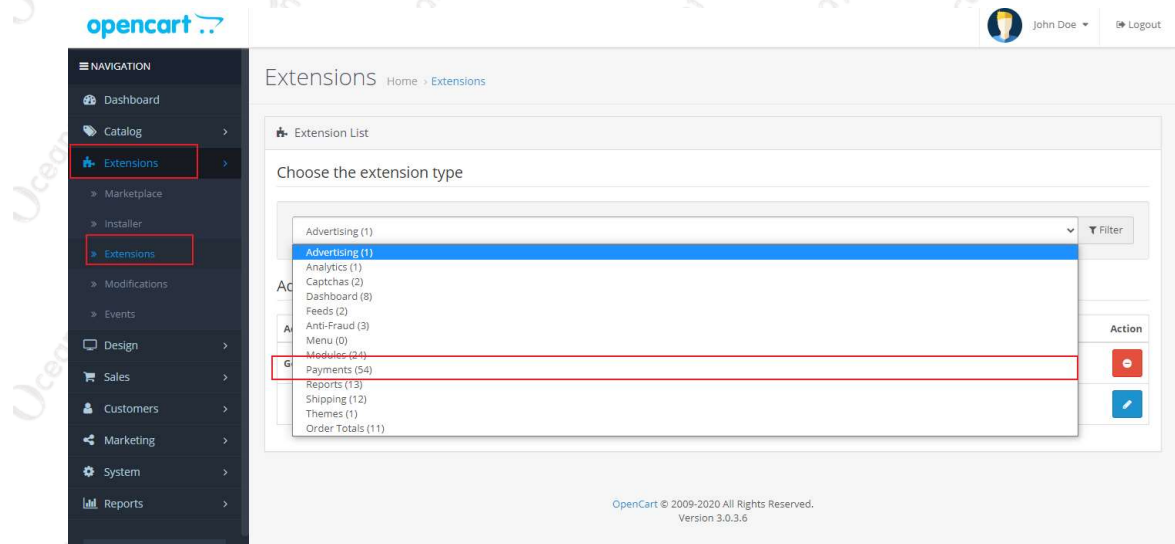 opencart
John Doe
Logout
NAVIGATION
Dashboard
Catalog
Extensions
Marketplace
Installer
Extensions
Modifications
Events
Design
Sales
Customers
Marketing
System
Reports
Extensions Home › Extensions
Extension List
Choose the extension type
Advertising (1)
Filter
Advertising (1)
Analytics (1)
Captchas (2)
Dashboard (8)
Feeds (2)
Anti-Fraud (3)
Menu (0)
Modules (24)
Payments (54)
Reports (13)
Shipping (12)
Themes (1)
Order Totals (11)
Action
OpenCart © 2009-2020 All Rights Reserved.
Version 3.0.3.6